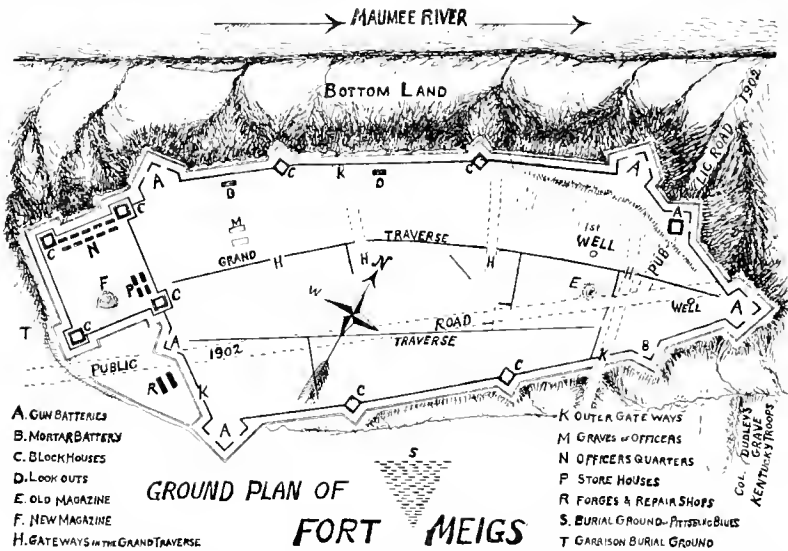 MAUMEE RIVER
BOTTOM LAND
PUBLIC ROAD 1902
A
K
C
C
A
D
D
C
C
N
M
A
1ST
WELL
GRAND TRAVERSE
H
H
H
H
F
P
C
N
W
E
WELL
A
T
C
A
1902
ROAD
TRAVERSE
K
8
PUBLIC
R
K
C
C
A
A. GUN BATTERIES
B. MORTAR BATTERY
C. BLOCK HOUSES
D. LOOK OUTS
E. OLD MAGAZINE
F. NEW MAGAZINE
H. GATEWAYS IN THE GRAND TRAVERSE
K OUTER GATEWAYS
M GRAVES OF OFFICERS
N OFFICERS QUARTERS
P STORE HOUSES
R FORGES & REPAIR SHOPS
S. BURIAL GROUND - PITTSBURG BLUES
T GARRISON BURIAL GROUND
COL. DUDLEY'S
GRAVE
KENTUCKY TROOPS
S
GROUND PLAN OF
FORT MEIGS